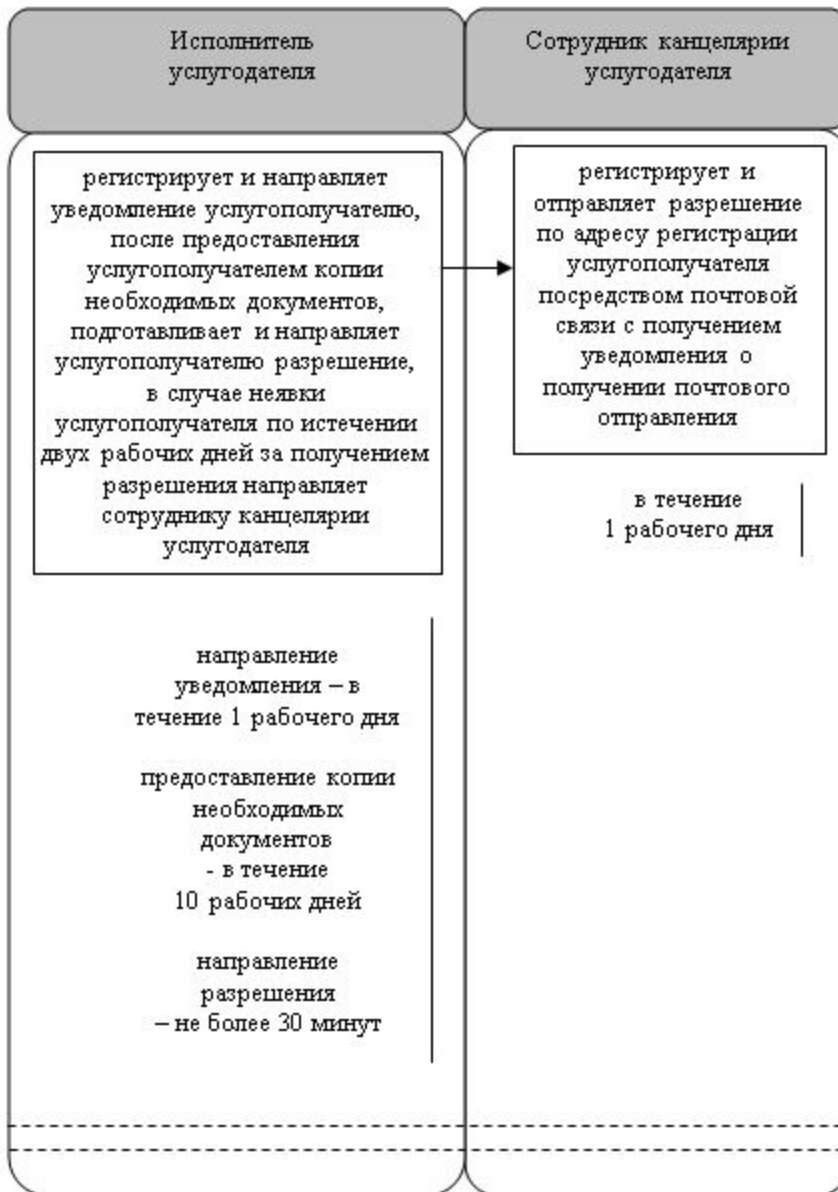 Исполнитель
услугодателя
Сотрудник канцелярии
услугодателя
регистрирует и направляет
уведомление услугополучателю,
после предоставления
услугополучателем копии
необходимых документов,
подготавливает и направляет
услугополучателю разрешение,
в случае неявки
услугополучателя по истечении
двух рабочих дней за получением
разрешения направляет
сотруднику канцелярии
услугодателя
регистрирует и
отправляет разрешение
по адресу регистрации
услугополучателя
посредством почтовой
связи с получением
уведомления о
получении почтового
отправления
в течение
1 рабочего дня
направление
уведомления – в
течение 1 рабочего дня
предоставление копии
необходимых
документов
- в течение
10 рабочих дней
направление
разрешения
– не более 30 минут